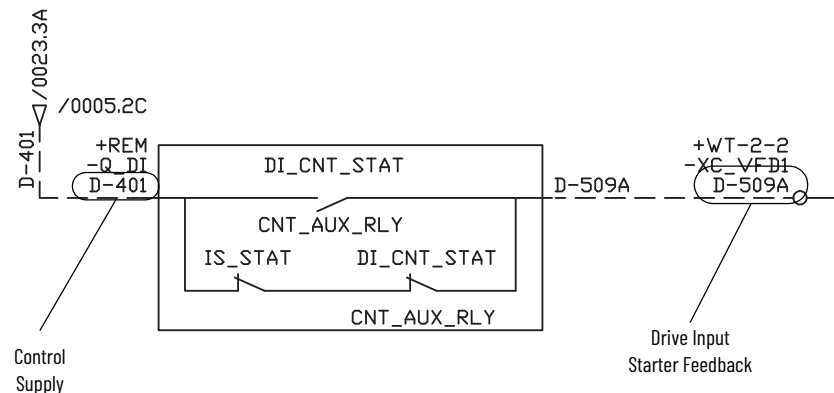 /0023.3A
/0005.2C
D-401
+REM
-Q_DI
D-401
DI_CNT_STAT
CNT_AUX_RLY
IS_STAT
DI_CNT_STAT
CNT_AUX_RLY
D-509A
+WT-2-2
-XC_VFD1
D-509A
Control
Supply
Drive Input
Starter Feedback